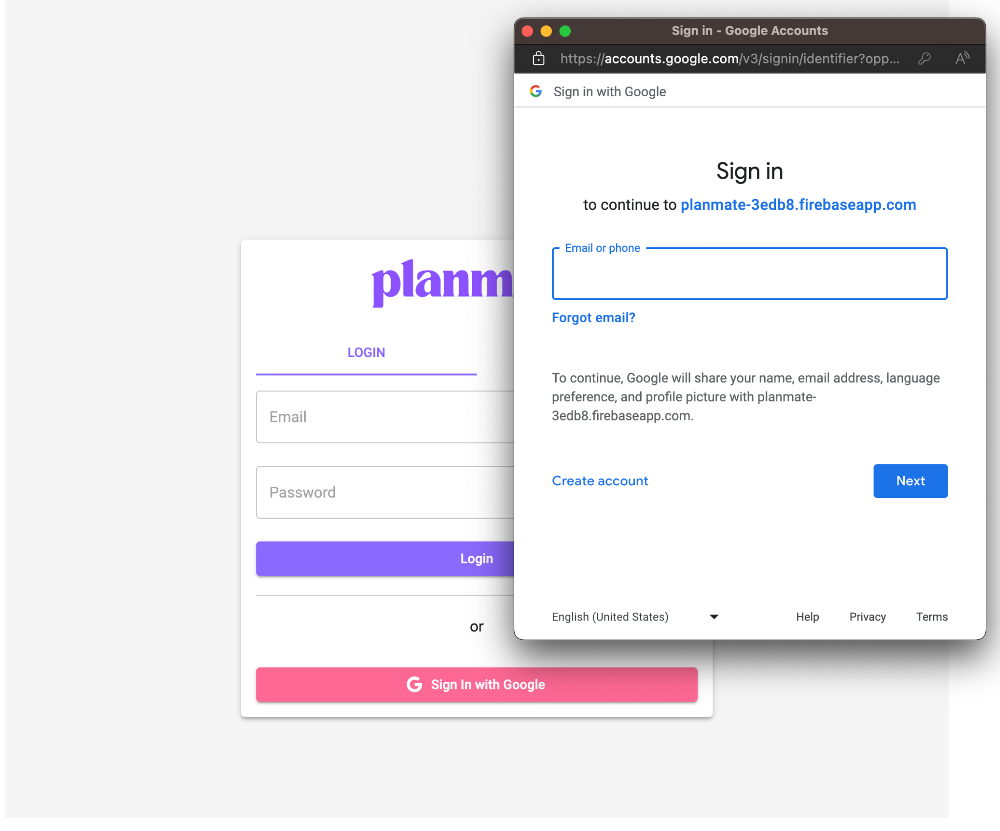 Sign in - Google Accounts
https://accounts.google.com/v3/signin/identifier?opp...
Sign in with Google
Sign in
to continue to planmate-3edb8.firebaseapp.com
Email or phone
Forgot email?
To continue, Google will share your name, email address, language
preference, and profile picture with planmate-
3edb8.firebaseapp.com.
Create account
Next
English (United States)
Help
Privacy
Terms
planm
LOGIN
Email
Password
Login
or
Sign In with Google